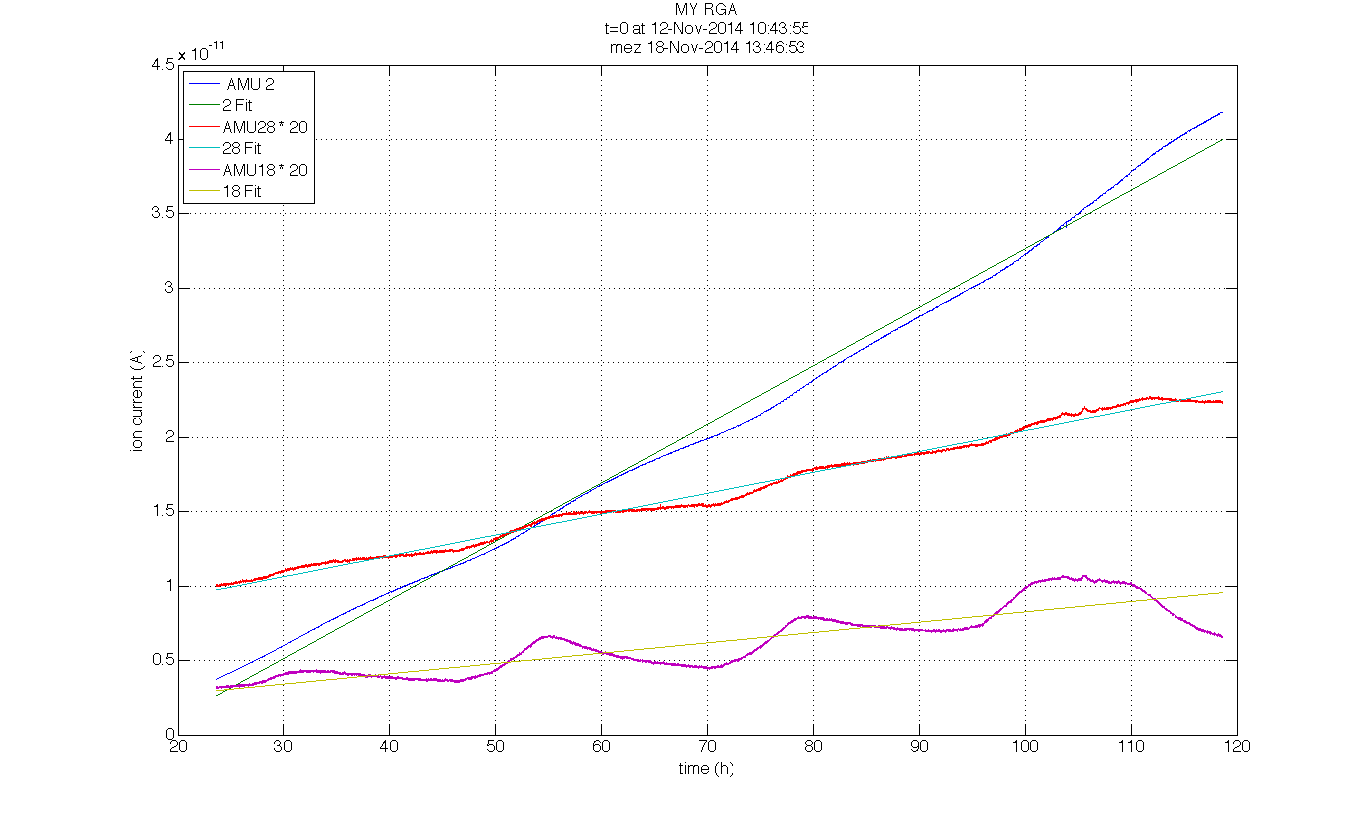 MY RGA
t=0 at 12-Nov-2014 10:43:55
mez 18-Nov-2014 13:46:53
x 10^-11
4.5
4
3.5
3
2.5
2
1.5
1
0.5
0
ion current (A)
AMU 2
2 Fit
AMU28 * 20
28 Fit
AMU18 * 20
18 Fit
20 30 40 50 60 70 80 90 100 110 120
time (h)